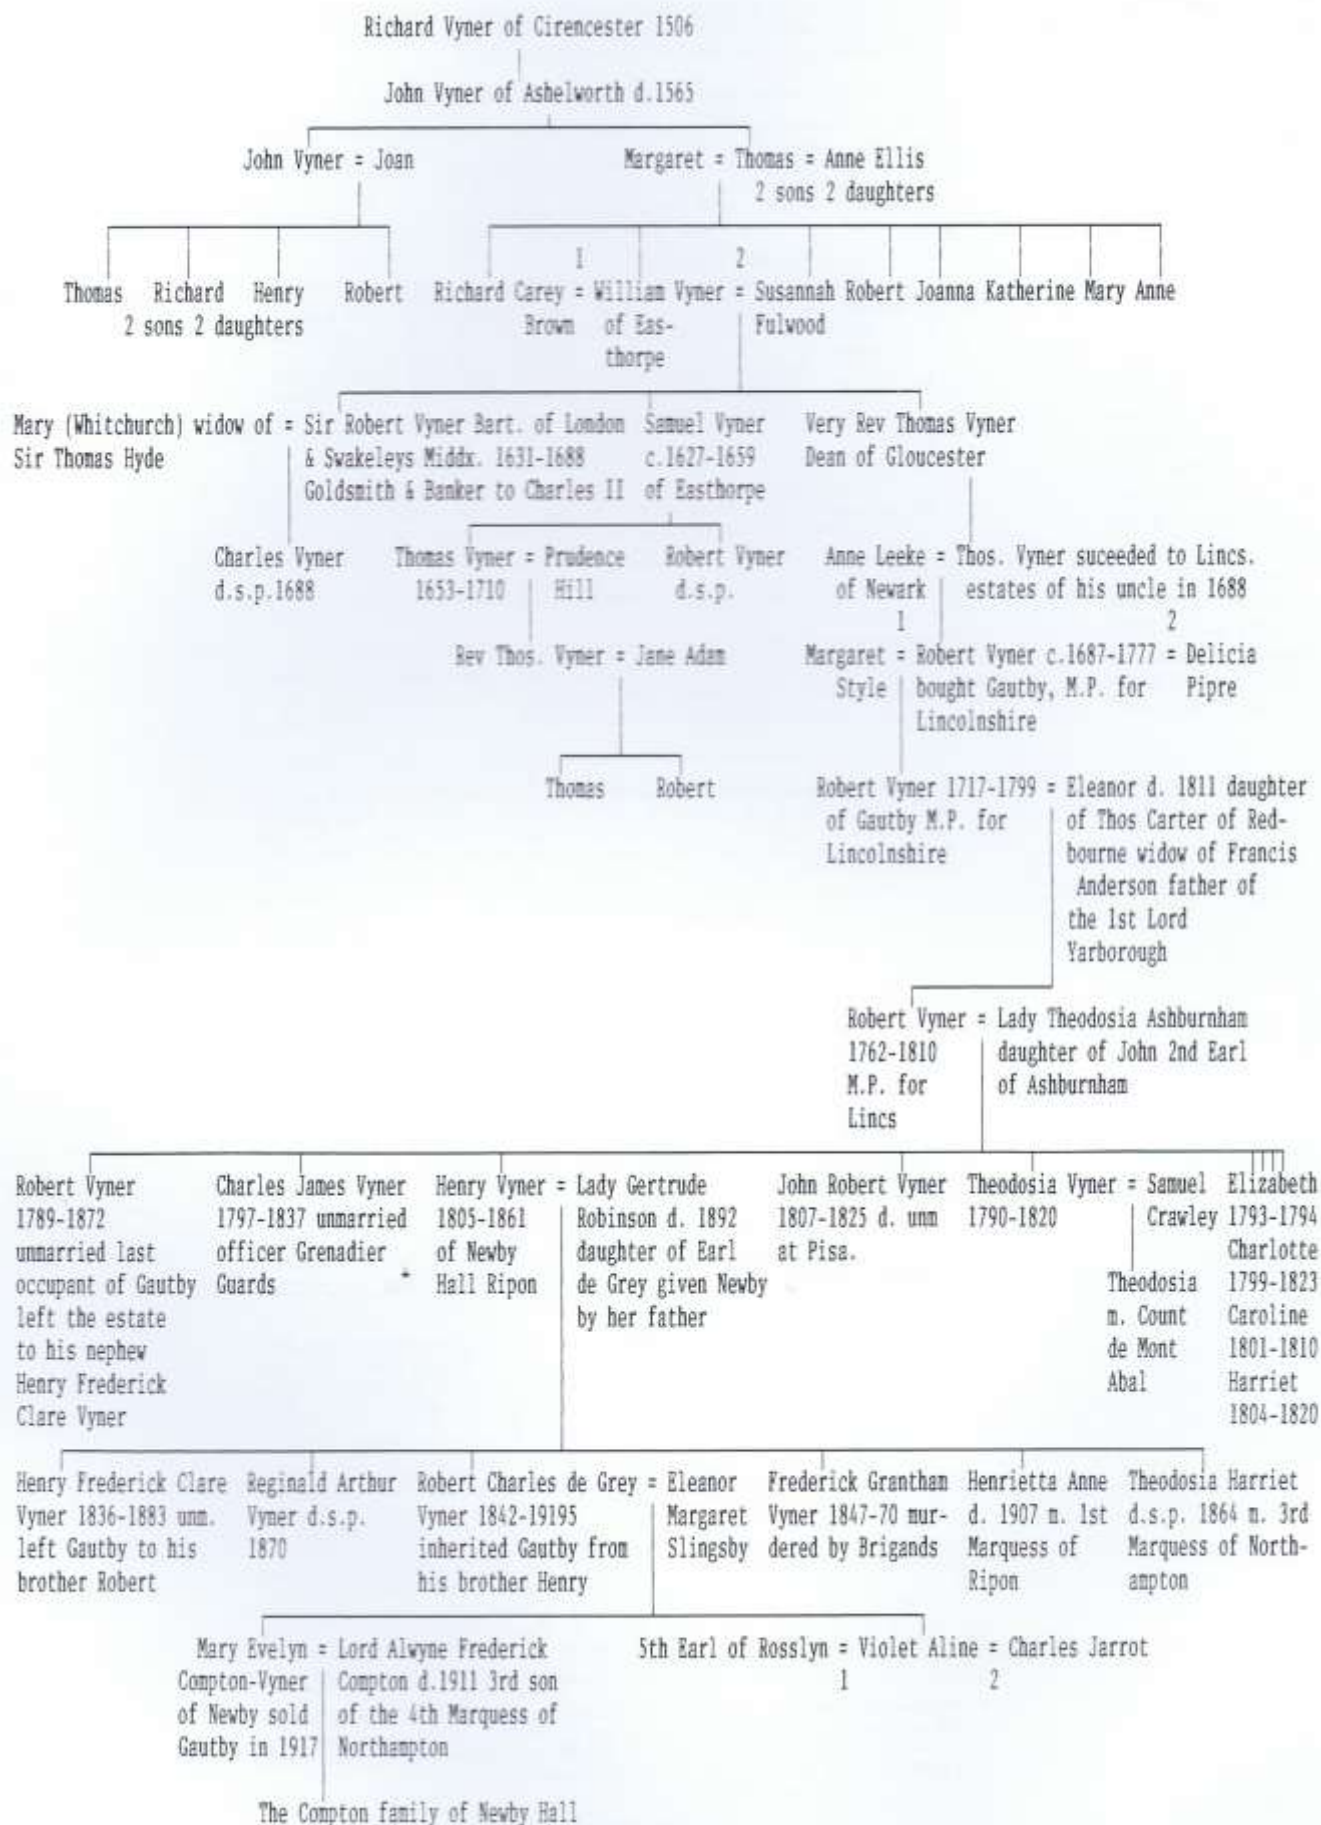 Richard Vyner of Cirencester 1506
John Vyner of Ashelworth d.1565
John Vyner = Joan
Margaret = Thomas = Anne Ellis
2 sons 2 daughters
1 2
Thomas Richard Henry Robert
2 sons 2 daughters
Richard Carey = William Vyner = Susannah Robert Joanna Katherine Mary Anne
Brown of Eas- Fulwood
thorpe
Mary (Whitchurch) widow of = Sir Robert Vyner Bart. of London
Sir Thomas Hyde & Swakeleys Middx. 1631-1688
Goldsmith & Banker to Charles II
Samuel Vyner
c.1627-1659
of Easthorpe
Very Rev Thomas Vyner
Dean of Gloucester
Charles Vyner
d.s.p.1688
Thomas Vyner = Prudence
1653-1710 Hill
Robert Vyner
d.s.p.
Anne Leeke = Thos. Vyner suceeded to Lincs.
of Newark estates of his uncle in 1688
1 2
Rev Thos. Vyner = Jane Adam
Margaret = Robert Vyner c.1687-1777 = Delicia
Style bought Gautby, M.P. for Pipre
Lincolnshire
Thomas Robert
Robert Vyner 1717-1799 = Eleanor d. 1811 daughter
of Gautby M.P. for of Thos Carter of Red-
Lincolnshire bourne widow of Francis
Anderson father of
the 1st Lord
Yarborough
Robert Vyner = Lady Theodosia Ashburnham
1762-1810 daughter of John 2nd Earl
M.P. for of Ashburnham
Lincs
Robert Vyner
1789-1872
unmarried last
occupant of Gautby
left the estate
to his nephew
Henry Frederick
Clare Vyner
Charles James Vyner
1797-1837 unmarried
officer Grenadier
Guards *
Henry Vyner = Lady Gertrude
1805-1861 Robinson d. 1892
of Newby daughter of Earl
Hall Ripon de Grey given Newby
by her father
John Robert Vyner
1807-1825 d. unm
at Pisa.
Theodosia Vyner = Samuel
1790-1820 Crawley
Theodosia
m. Count
de Mont
Abal
Elizabeth
1793-1794
Charlotte
1799-1823
Caroline
1801-1810
Harriet
1804-1820
Henry Frederick Clare
Vyner 1836-1883 unm.
left Gautby to his
brother Robert
Reginald Arthur
Vyner d.s.p.
1870
Robert Charles de Grey = Eleanor
Vyner 1842-19195 Margaret
inherited Gautby from Slingsby
his brother Henry
Frederick Grantham
Vyner 1847-70 mur-
dered by Brigands
Henrietta Anne
d. 1907 m. 1st
Marquess of
Ripon
Theodosia Harriet
d.s.p. 1864 m. 3rd
Marquess of North-
ampton
Mary Evelyn = Lord Alwyne Frederick
Compton-Vyner Compton d.1911 3rd son
of Newby sold of the 4th Marquess of
Gautby in 1917 Northampton
5th Earl of Rosslyn = Violet Aline = Charles Jarrot
1 2
The Compton family of Newby Hall